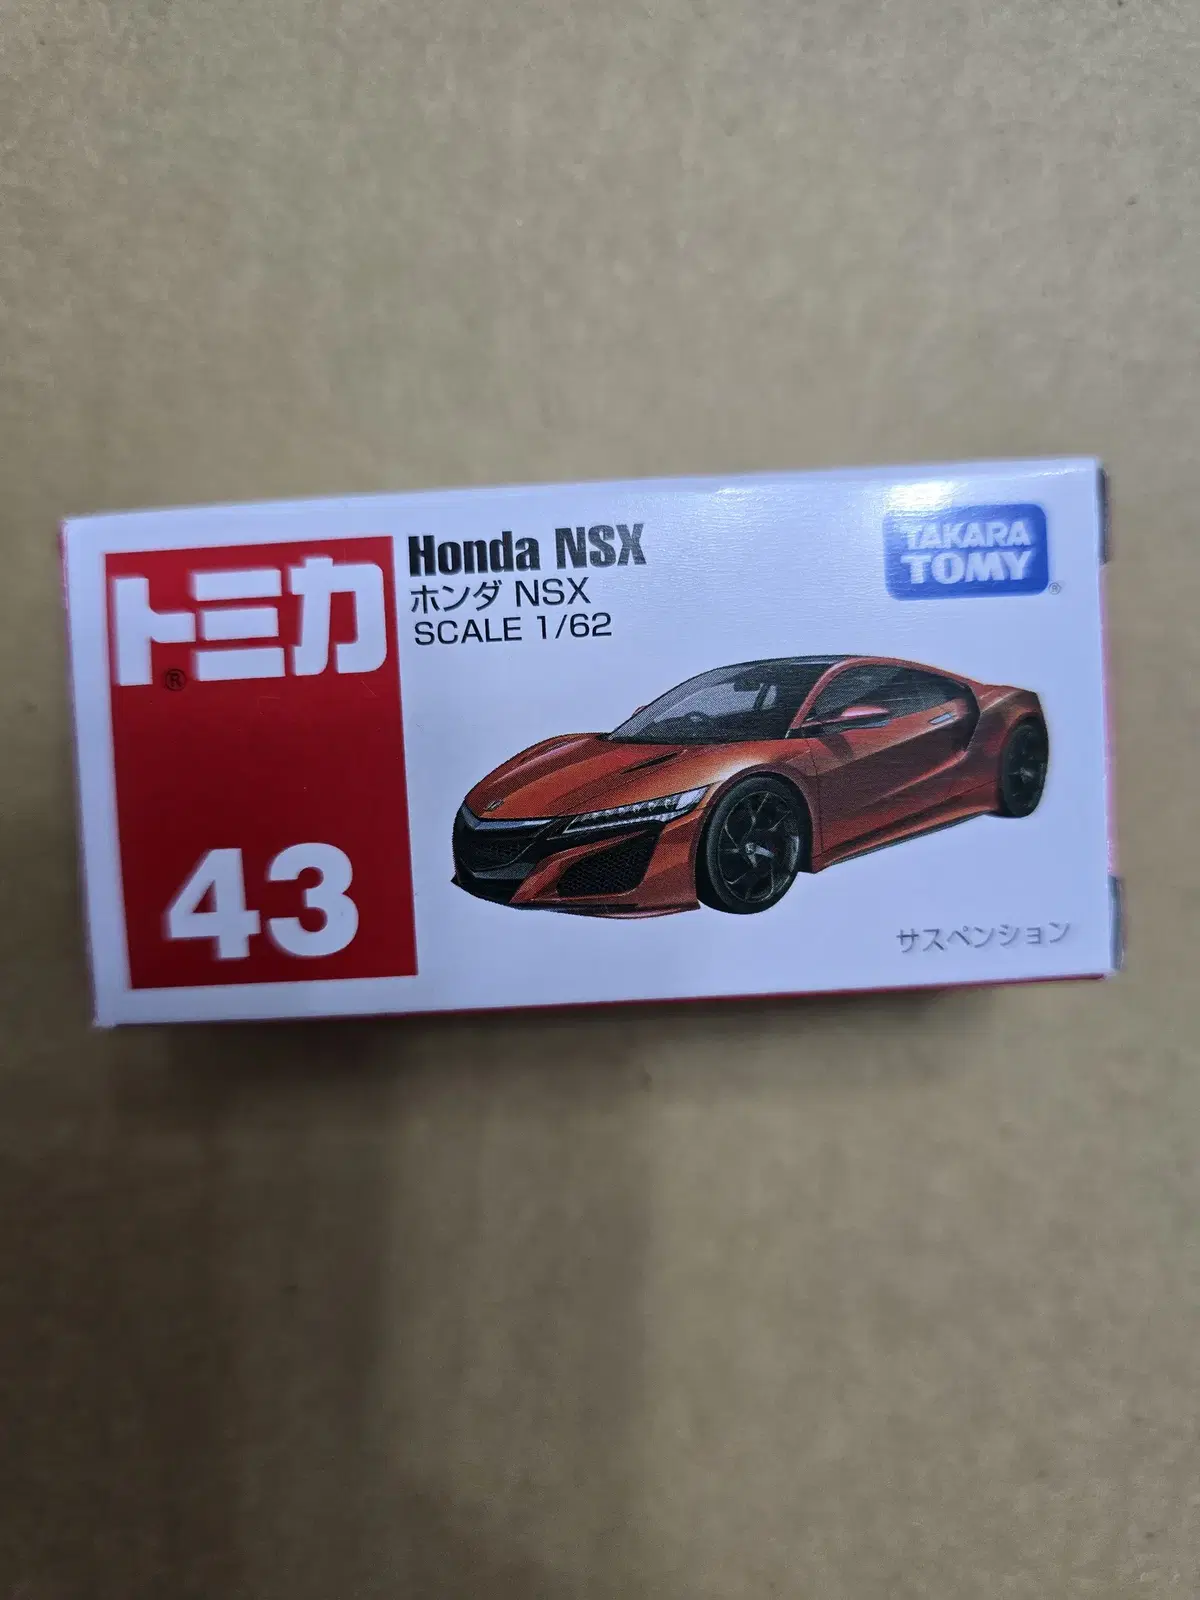 トミカ
®
43
Honda NSX
ホンダ NSX
SCALE 1/62
TAKARA
TOMY
®
サスペンション